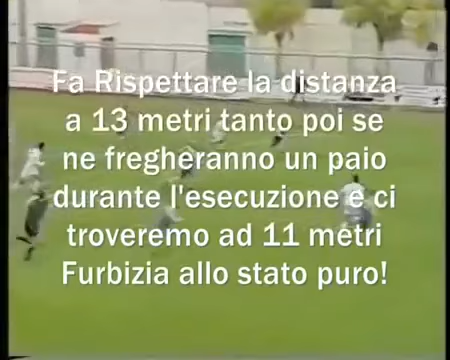 Fa Rispettare la distanza
a 13 metri tanto poi se
ne fregheranno un paio
durante l'esecuzione e ci
troveremo ad 11 metri
Furbizia allo stato puro!